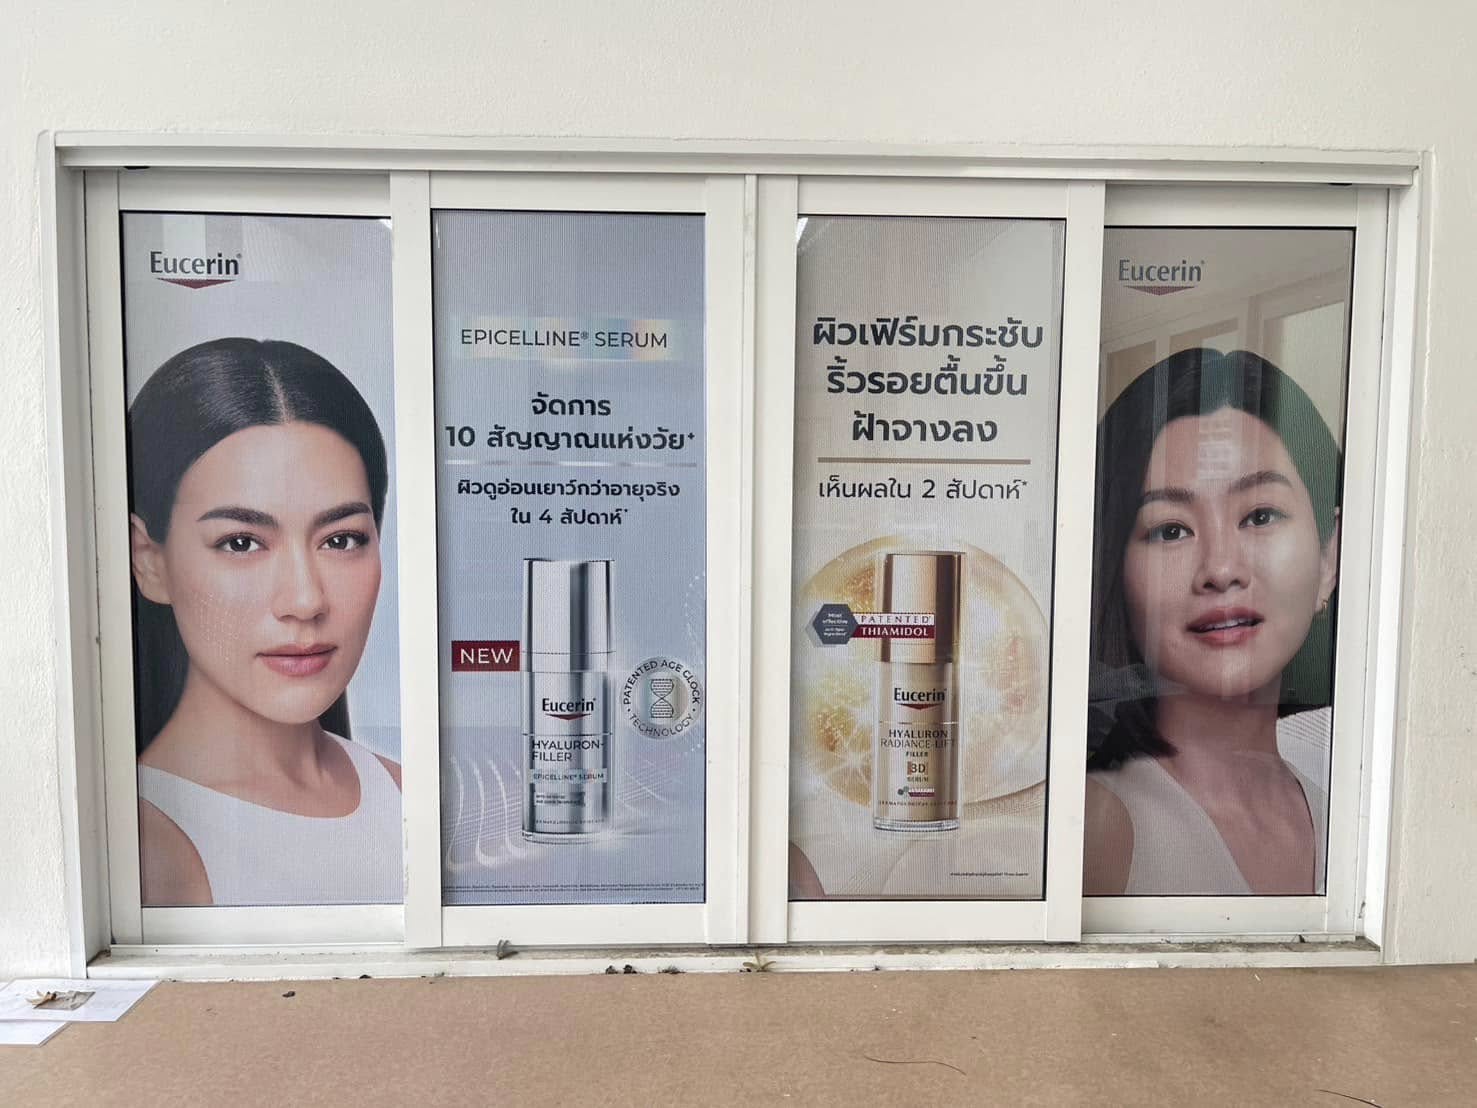 Eucerin®
EPICELLINE® SERUM
จัดการ
10 สัญญาณแห่งวัย+
ผิวดูอ่อนเยาว์กว่าอายุจริง
ใน 4 สัปดาห์*
NEW
PATENTED AGE CLOCK
TECHNOLOGY
Eucerin®
HYALURON-
FILLER
EPICELLINE® SERUM
ผิวเฟิร์มกระชับ
ริ้วรอยตื้นขึ้น
ฝ้าจางลง
เห็นผลใน 2 สัปดาห์*
Most
effective
PATENTED*
THIAMIDOL
Eucerin®
HYALURON
RADIANCE-LIFT
FILLER
3D
SERUM
Eucerin®